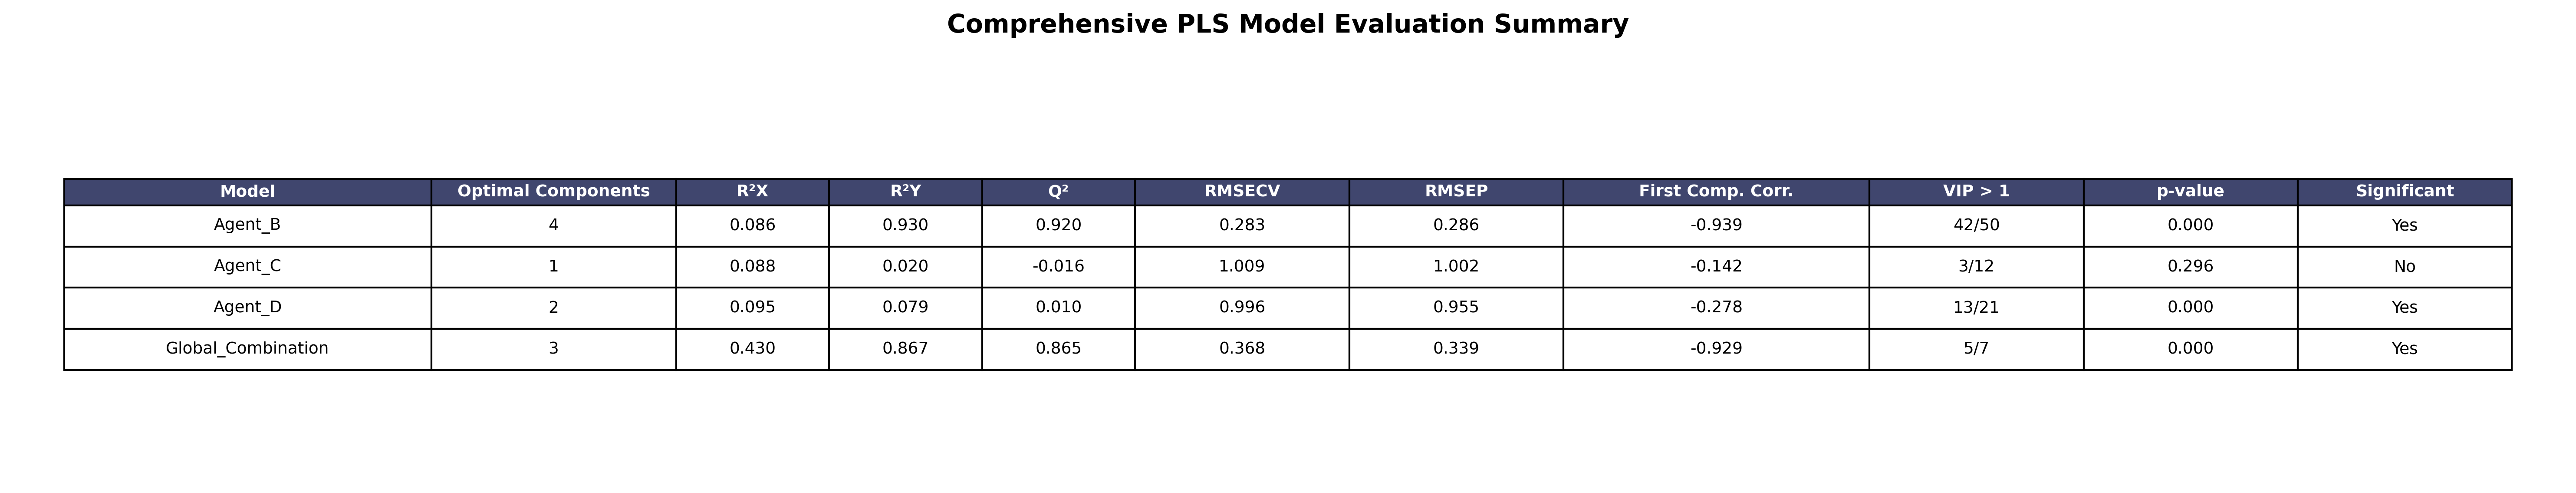 Comprehensive PLS Model Evaluation Summary
Model Optimal Components R²X R²Y Q² RMSECV RMSEP First Comp. Corr. VIP > 1 p-value Significant
Agent_B 4 0.086 0.930 0.920 0.283 0.286 -0.939 42/50 0.000 Yes
Agent_C 1 0.088 0.020 -0.016 1.009 1.002 -0.142 3/12 0.296 No
Agent_D 2 0.095 0.079 0.010 0.996 0.955 -0.278 13/21 0.000 Yes
Global_Combination 3 0.430 0.867 0.865 0.368 0.339 -0.929 5/7 0.000 Yes